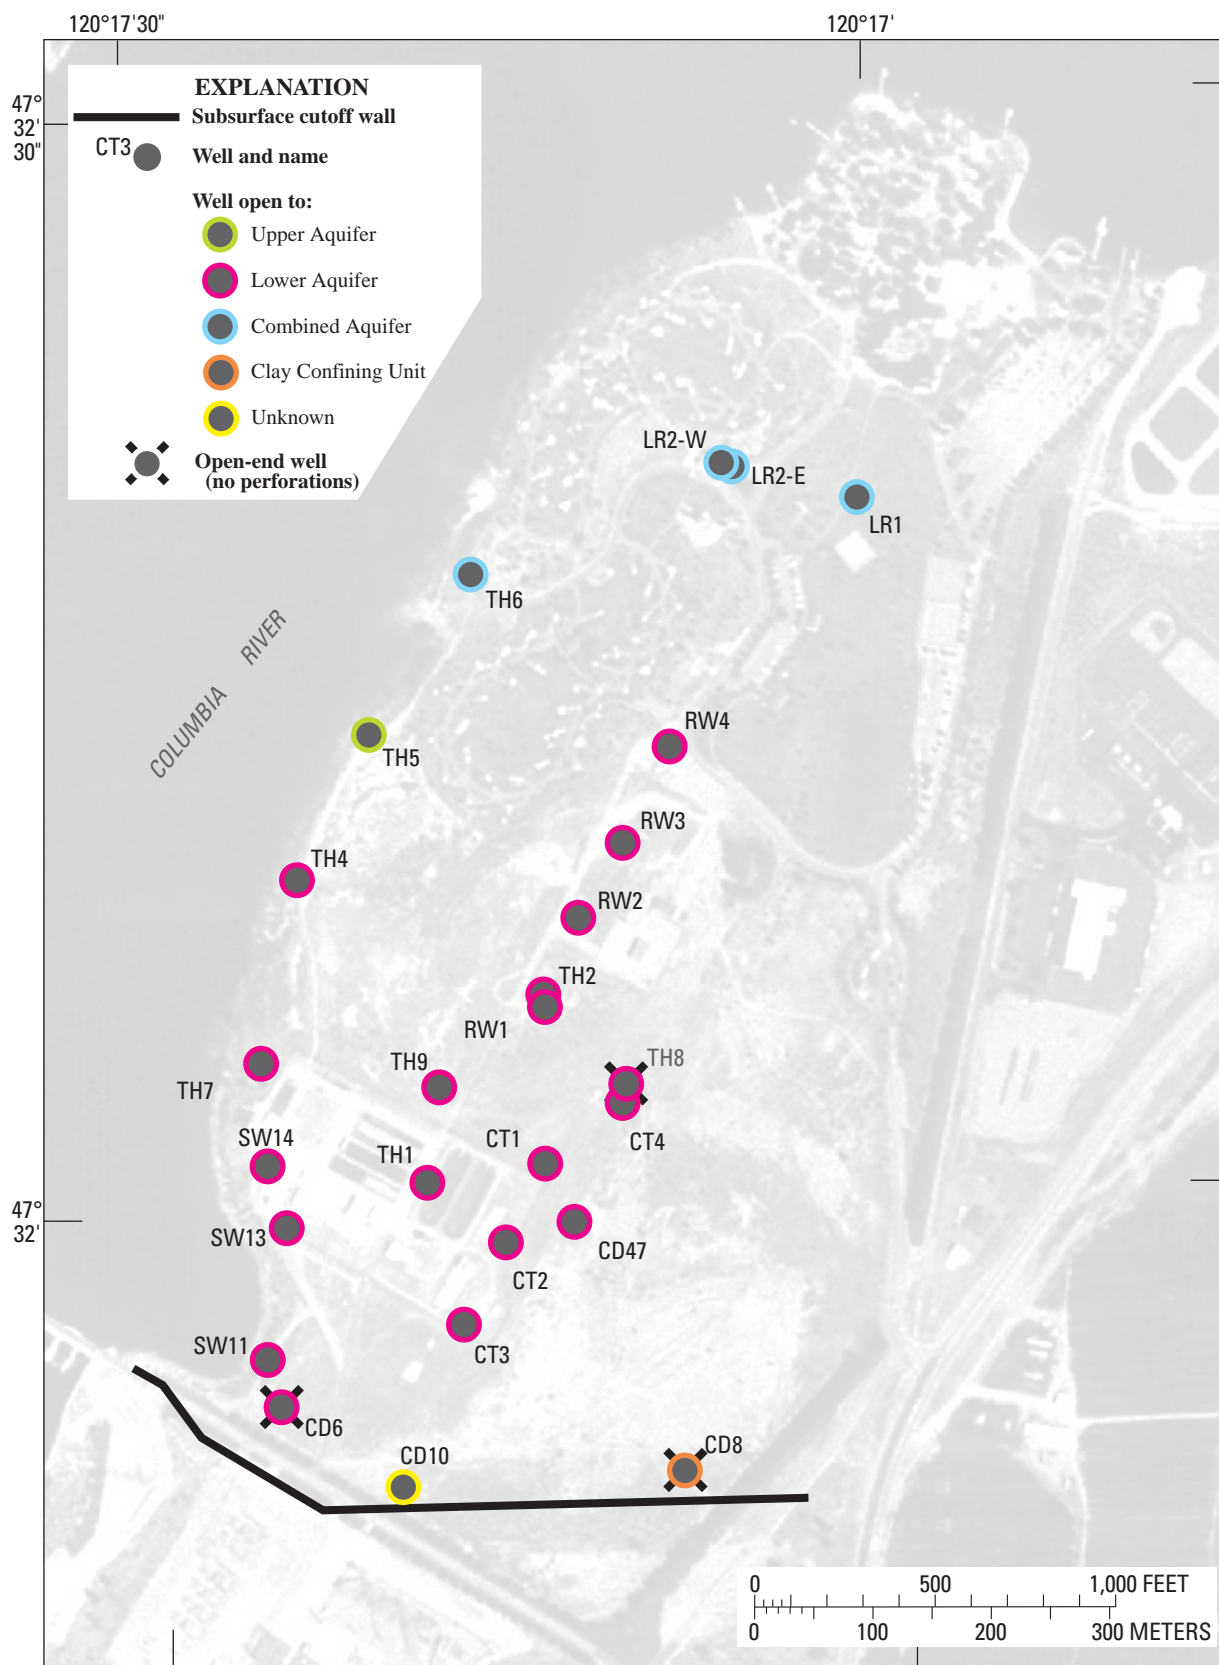 120°17'30"
120°17'
47°
32'
30"
EXPLANATION
Subsurface cutoff wall
CT3
Well and name
Well open to:
Upper Aquifer
Lower Aquifer
Combined Aquifer
Clay Confining Unit
Unknown
Open-end well
(no perforations)
LR2-W
LR2-E
LR1
TH6
COLUMBIA RIVER
TH5
RW4
RW3
TH4
RW2
TH2
RW1
TH8
TH9
TH7
CT4
CT1
SW14
TH1
47°
32'
SW13
CD47
CT2
CT3
SW11
CD6
CD10
CD8
0 500 1,000 FEET
0 100 200 300 METERS